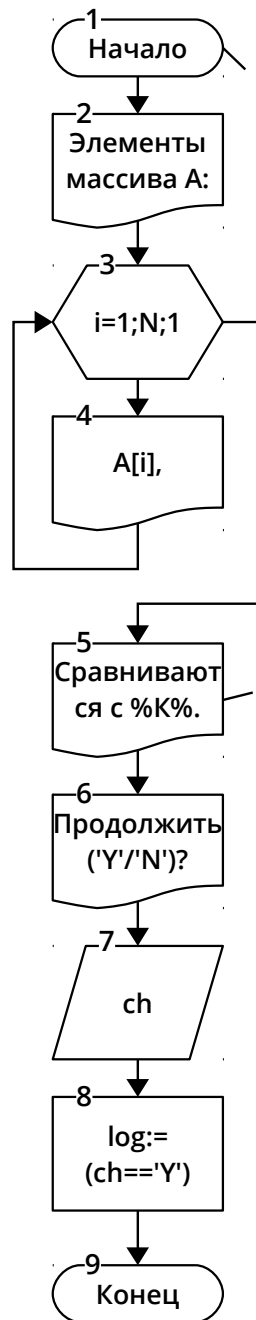 1
Начало
2
Элементы
массива А:
3
i=1;N;1
4
A[i],
5
Сравнивают
ся с %К%.
6
Продолжить
('Y'/'N')?
7
ch
8
log:=
(ch=='Y')
9
Конец